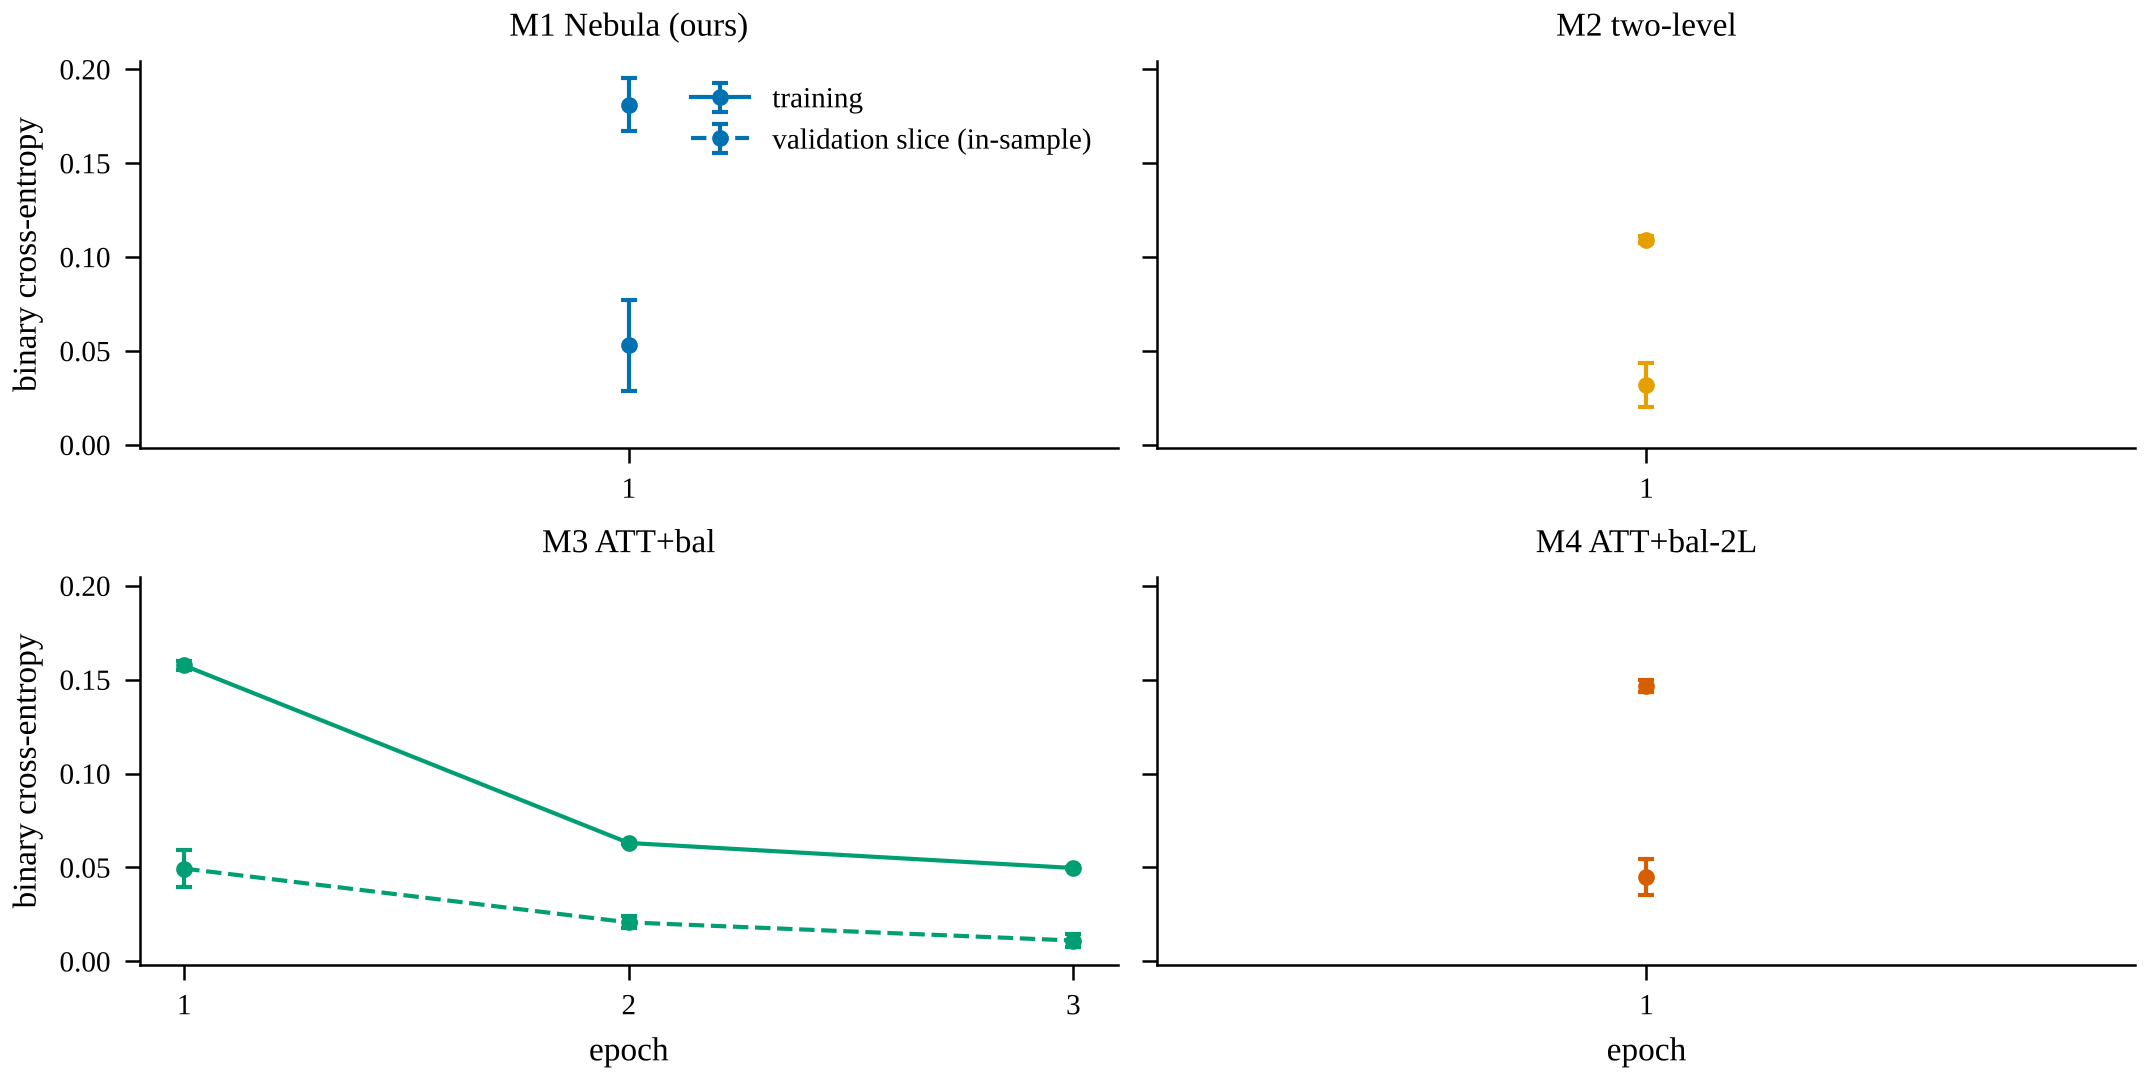 M1 Nebula (ours)
M2 two-level
binary cross-entropy
0.20
0.15
0.10
0.05
0.00
training
validation slice (in-sample)
1
1
M3 ATT+bal
M4 ATT+bal-2L
binary cross-entropy
0.20
0.15
0.10
0.05
0.00
1
2
3
1
epoch
epoch